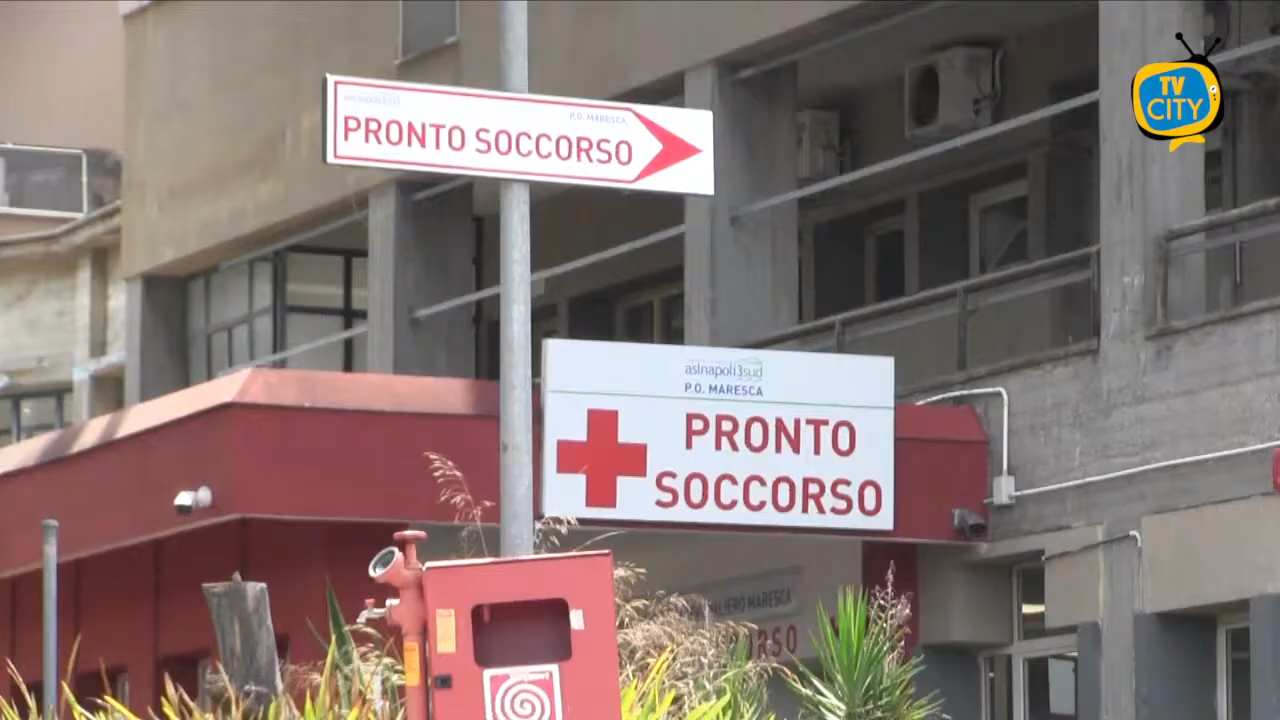 TV
CITY
aslnapoli3sud
P.O. MARESCA
PRONTO SOCCORSO
aslnapoli3sud
P.O. MARESCA
PRONTO
SOCCORSO
MARESCA